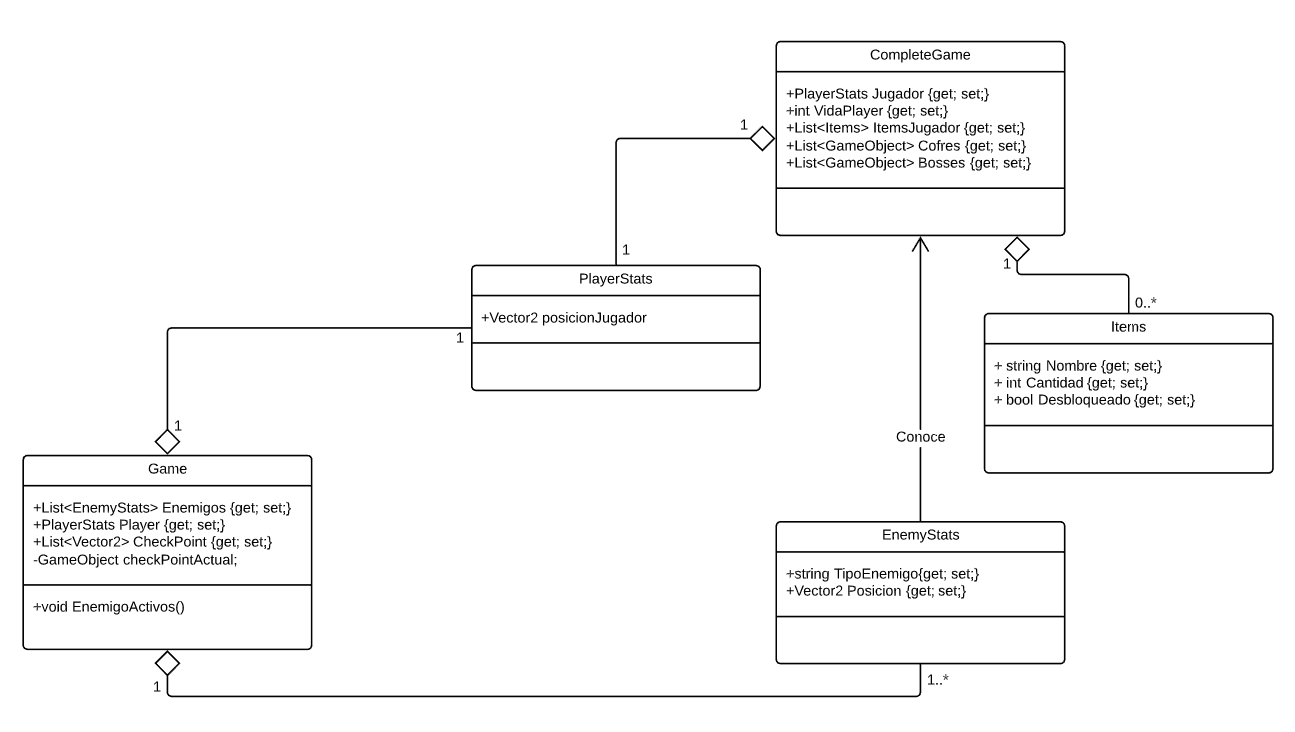 CompleteGame
+PlayerStats Jugador {get; set;}
+int VidaPlayer {get; set;}
+List<Items> ItemsJugador {get; set;}
+List<GameObject> Cofres {get; set;}
+List<GameObject> Bosses {get; set;}
1
1
PlayerStats
+Vector2 posicionJugador
1
1
0..*
Items
+ string Nombre {get; set;}
+ int Cantidad {get; set;}
+ bool Desbloqueado {get; set;}
1
Game
+List<EnemyStats> Enemigos {get; set;}
+PlayerStats Player {get; set;}
+List<Vector2> CheckPoint {get; set;}
-GameObject checkPointActual;
+void EnemigoActivos()
Conoce
EnemyStats
+string TipoEnemigo{get; set;}
+Vector2 Posicion {get; set;}
1
1..*